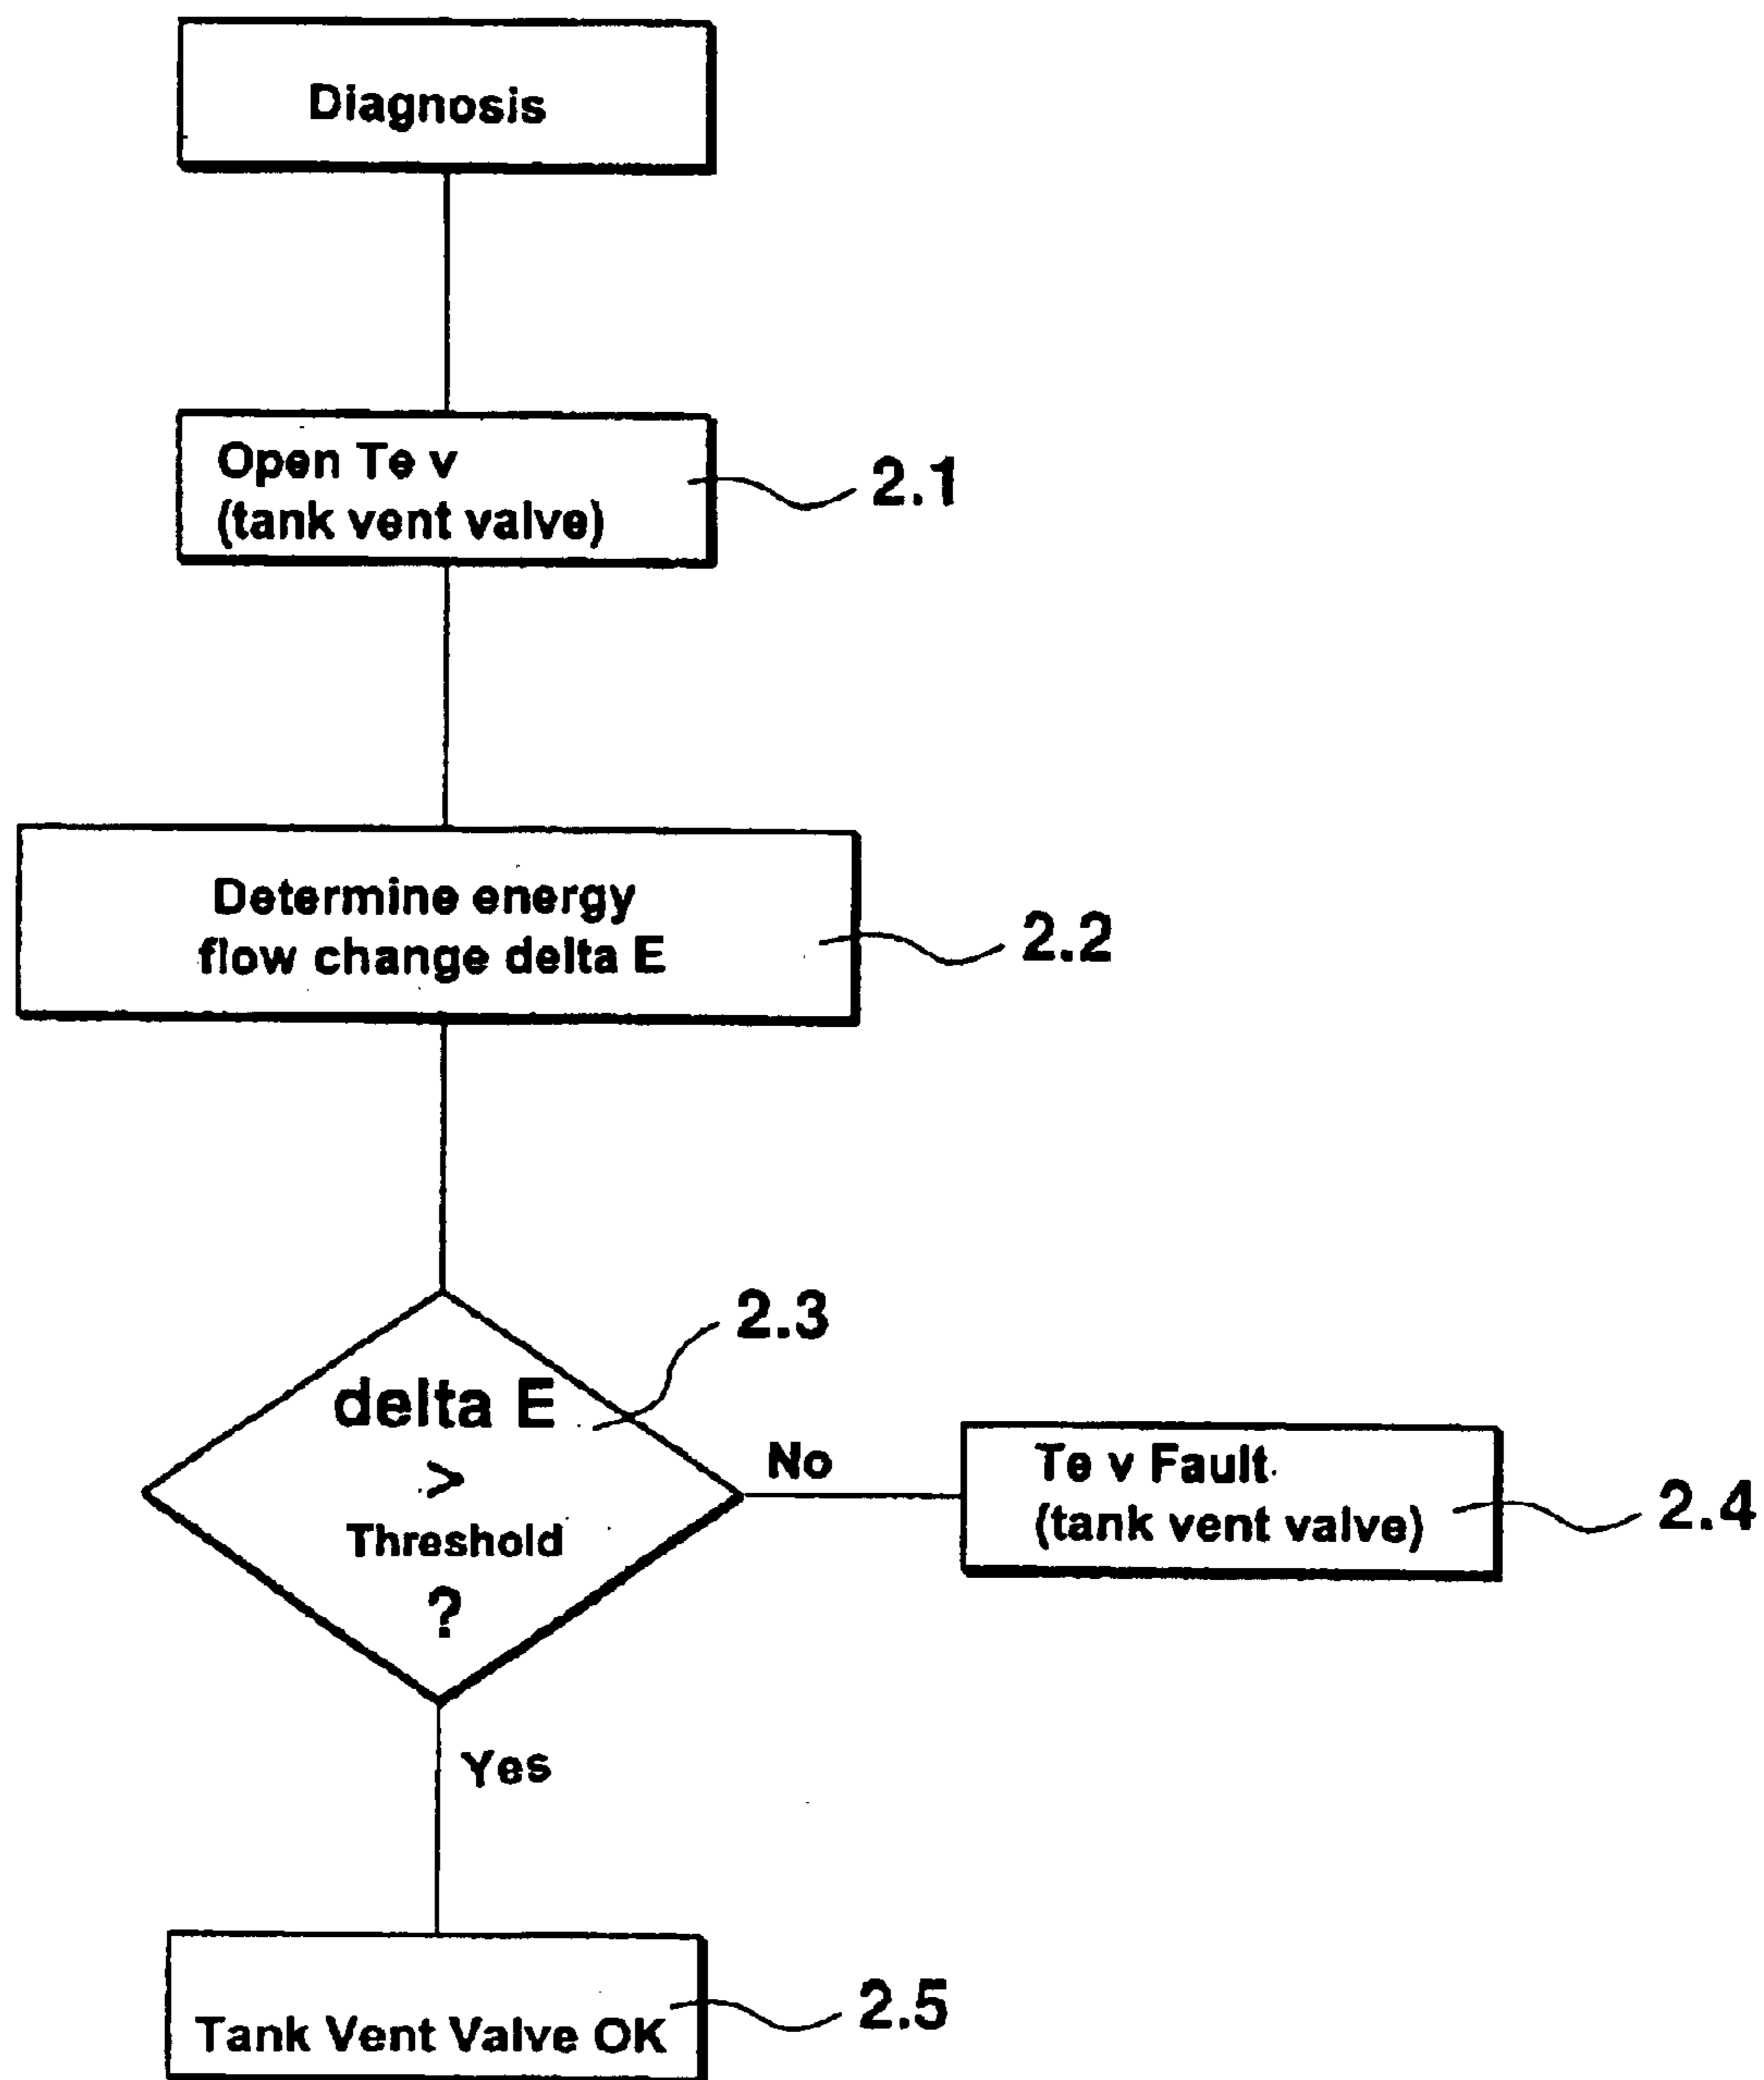 Diagnosis
Open Te v
(tank vent valve)
2.1
Determine energy
flow change delta E
2.2
2.3
delta E
>
Threshold
?
No
Te v Fault
(tank vent valve)
2.4
Yes
Tank Vent Valve OK
2.5